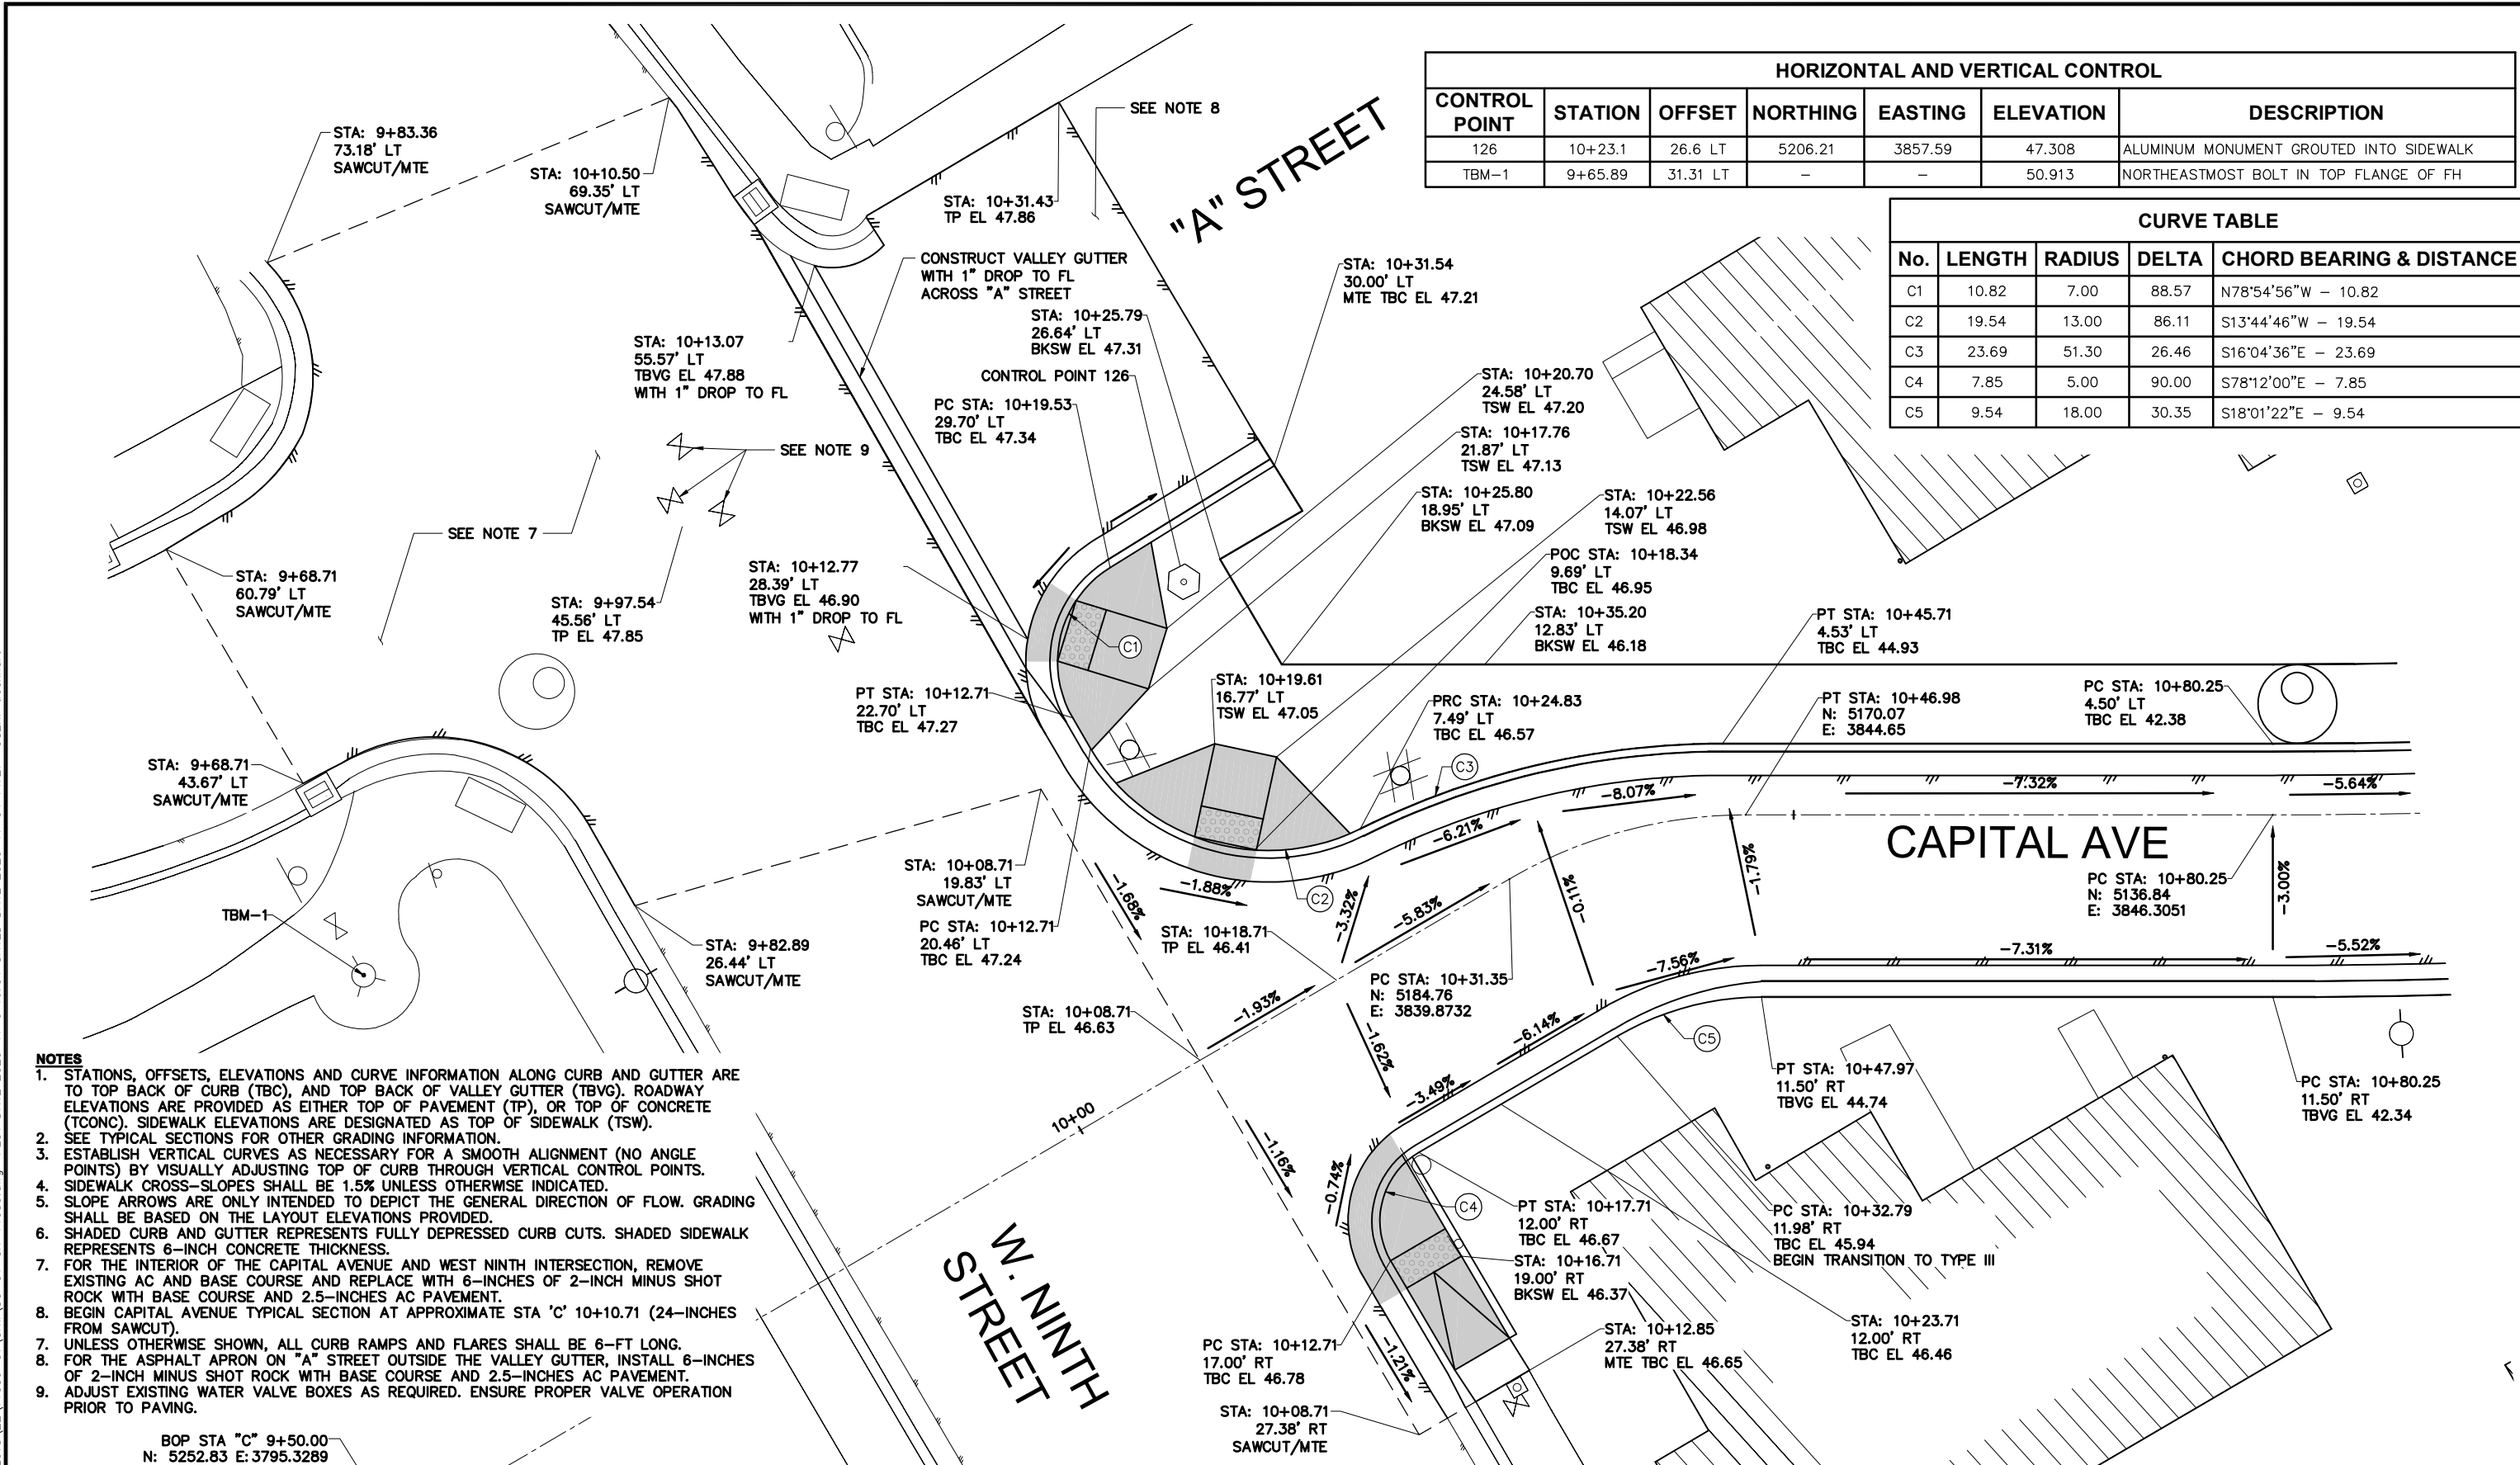 HORIZONTAL AND VERTICAL CONTROL
CONTROL POINT STATION OFFSET NORTHING EASTING ELEVATION DESCRIPTION
126 10+23.1 26.6 LT 5206.21 3857.59 47.308 ALUMINUM MONUMENT GROUTED INTO SIDEWALK
TBM-1 9+65.89 31.31 LT – – 50.913 NORTHEASTMOST BOLT IN TOP FLANGE OF FH
CURVE TABLE
No. LENGTH RADIUS DELTA CHORD BEARING & DISTANCE
C1 10.82 7.00 88.57 N78°54'56"W – 10.82
C2 19.54 13.00 86.11 S13°44'46"W – 19.54
C3 23.69 51.30 26.46 S16°04'36"E – 23.69
C4 7.85 5.00 90.00 S78°12'00"E – 7.85
C5 9.54 18.00 30.35 S18°01'22"E – 9.54
STA: 9+83.36
73.18' LT
SAWCUT/MTE
STA: 10+10.50
69.35' LT
SAWCUT/MTE
SEE NOTE 8
STA: 10+31.43
TP EL 47.86
"A" STREET
CONSTRUCT VALLEY GUTTER
WITH 1" DROP TO FL
ACROSS "A" STREET
STA: 10+31.54
30.00' LT
MTE TBC EL 47.21
STA: 10+25.79
26.64' LT
BKSW EL 47.31
STA: 10+13.07
55.57' LT
TBVG EL 47.88
WITH 1" DROP TO FL
CONTROL POINT 126
PC STA: 10+19.53
29.70' LT
TBC EL 47.34
STA: 10+20.70
24.58' LT
TSW EL 47.20
STA: 10+17.76
21.87' LT
TSW EL 47.13
SEE NOTE 9
STA: 10+25.80
18.95' LT
BKSW EL 47.09
STA: 10+22.56
14.07' LT
TSW EL 46.98
SEE NOTE 7
POC STA: 10+18.34
9.69' LT
TBC EL 46.95
STA: 9+68.71
60.79' LT
SAWCUT/MTE
STA: 9+97.54
45.56' LT
TP EL 47.85
STA: 10+12.77
28.39' LT
TBVG EL 46.90
WITH 1" DROP TO FL
STA: 10+35.20
12.83' LT
BKSW EL 46.18
PT STA: 10+45.71
4.53' LT
TBC EL 44.93
C1
PT STA: 10+12.71
22.70' LT
TBC EL 47.27
STA: 10+19.61
16.77' LT
TSW EL 47.05
PRC STA: 10+24.83
7.49' LT
TBC EL 46.57
PT STA: 10+46.98
N: 5170.07
E: 3844.65
PC STA: 10+80.25
4.50' LT
TBC EL 42.38
C3
STA: 9+68.71
43.67' LT
SAWCUT/MTE
-8.07%
-7.32%
-5.64%
-6.21%
CAPITAL AVE
STA: 10+08.71
19.83' LT
SAWCUT/MTE
-1.68%
-1.88%
C2
-3.32%
-5.83%
-0.11%
-1.79%
PC STA: 10+80.25
N: 5136.84
E: 3846.3051
-3.00%
TBM-1
STA: 9+82.89
26.44' LT
SAWCUT/MTE
PC STA: 10+12.71
20.46' LT
TBC EL 47.24
STA: 10+18.71
TP EL 46.41
-7.56%
-7.31%
-5.52%
PC STA: 10+31.35
N: 5184.76
E: 3839.8732
STA: 10+08.71
TP EL 46.63
-1.93%
-1.62%
-6.14%
C5
-3.49%
PT STA: 10+47.97
11.50' RT
TBVG EL 44.74
PC STA: 10+80.25
11.50' RT
TBVG EL 42.34
10+00
-1.16%
-0.74%
C4
PT STA: 10+17.71
12.00' RT
TBC EL 46.67
PC STA: 10+32.79
11.98' RT
TBC EL 45.94
BEGIN TRANSITION TO TYPE III
STA: 10+16.71
19.00' RT
BKSW EL 46.37
W. NINTH
STREET
STA: 10+12.85
27.38' RT
MTE TBC EL 46.65
STA: 10+23.71
12.00' RT
TBC EL 46.46
PC STA: 10+12.71
17.00' RT
TBC EL 46.78
-1.21%
STA: 10+08.71
27.38' RT
SAWCUT/MTE
NOTES
1. STATIONS, OFFSETS, ELEVATIONS AND CURVE INFORMATION ALONG CURB AND GUTTER ARE
TO TOP BACK OF CURB (TBC), AND TOP BACK OF VALLEY GUTTER (TBVG). ROADWAY
ELEVATIONS ARE PROVIDED AS EITHER TOP OF PAVEMENT (TP), OR TOP OF CONCRETE
(TCONC). SIDEWALK ELEVATIONS ARE DESIGNATED AS TOP OF SIDEWALK (TSW).
2. SEE TYPICAL SECTIONS FOR OTHER GRADING INFORMATION.
3. ESTABLISH VERTICAL CURVES AS NECESSARY FOR A SMOOTH ALIGNMENT (NO ANGLE
POINTS) BY VISUALLY ADJUSTING TOP OF CURB THROUGH VERTICAL CONTROL POINTS.
4. SIDEWALK CROSS-SLOPES SHALL BE 1.5% UNLESS OTHERWISE INDICATED.
5. SLOPE ARROWS ARE ONLY INTENDED TO DEPICT THE GENERAL DIRECTION OF FLOW. GRADING
SHALL BE BASED ON THE LAYOUT ELEVATIONS PROVIDED.
6. SHADED CURB AND GUTTER REPRESENTS FULLY DEPRESSED CURB CUTS. SHADED SIDEWALK
REPRESENTS 6-INCH CONCRETE THICKNESS.
7. FOR THE INTERIOR OF THE CAPITAL AVENUE AND WEST NINTH INTERSECTION, REMOVE
EXISTING AC AND BASE COURSE AND REPLACE WITH 6-INCHES OF 2-INCH MINUS SHOT
ROCK WITH BASE COURSE AND 2.5-INCHES AC PAVEMENT.
8. BEGIN CAPITAL AVENUE TYPICAL SECTION AT APPROXIMATE STA 'C' 10+10.71 (24-INCHES
FROM SAWCUT).
7. UNLESS OTHERWISE SHOWN, ALL CURB RAMPS AND FLARES SHALL BE 6-FT LONG.
8. FOR THE ASPHALT APRON ON "A" STREET OUTSIDE THE VALLEY GUTTER, INSTALL 6-INCHES
OF 2-INCH MINUS SHOT ROCK WITH BASE COURSE AND 2.5-INCHES AC PAVEMENT.
9. ADJUST EXISTING WATER VALVE BOXES AS REQUIRED. ENSURE PROPER VALVE OPERATION
PRIOR TO PAVING.
BOP STA "C" 9+50.00
N: 5252.83 E: 3795.3289